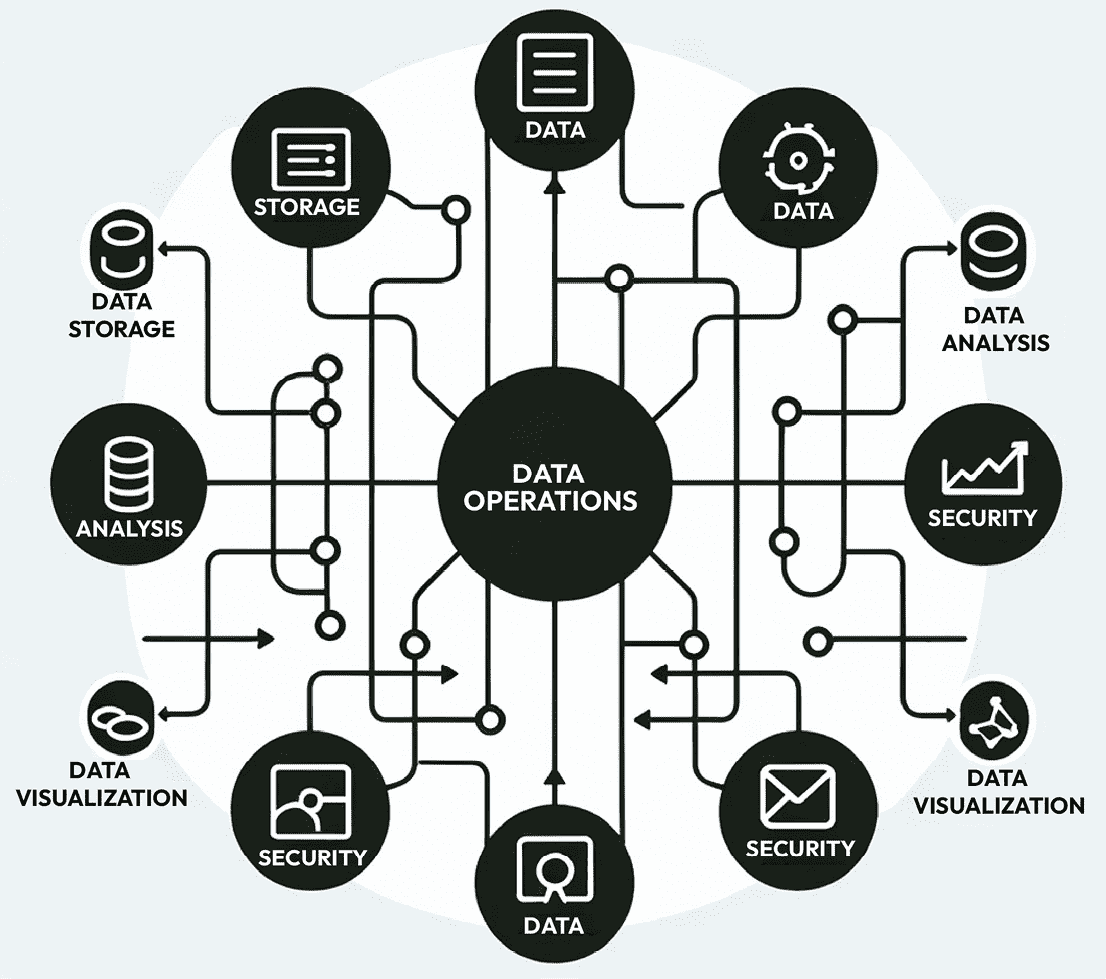 DATA
STORAGE
DATA
DATA
STORAGE
DATA
ANALYSIS
ANALYSIS
DATA
OPERATIONS
SECURITY
DATA
VISUALIZATION
DATA
VISUALIZATION
SECURITY
SECURITY
DATA